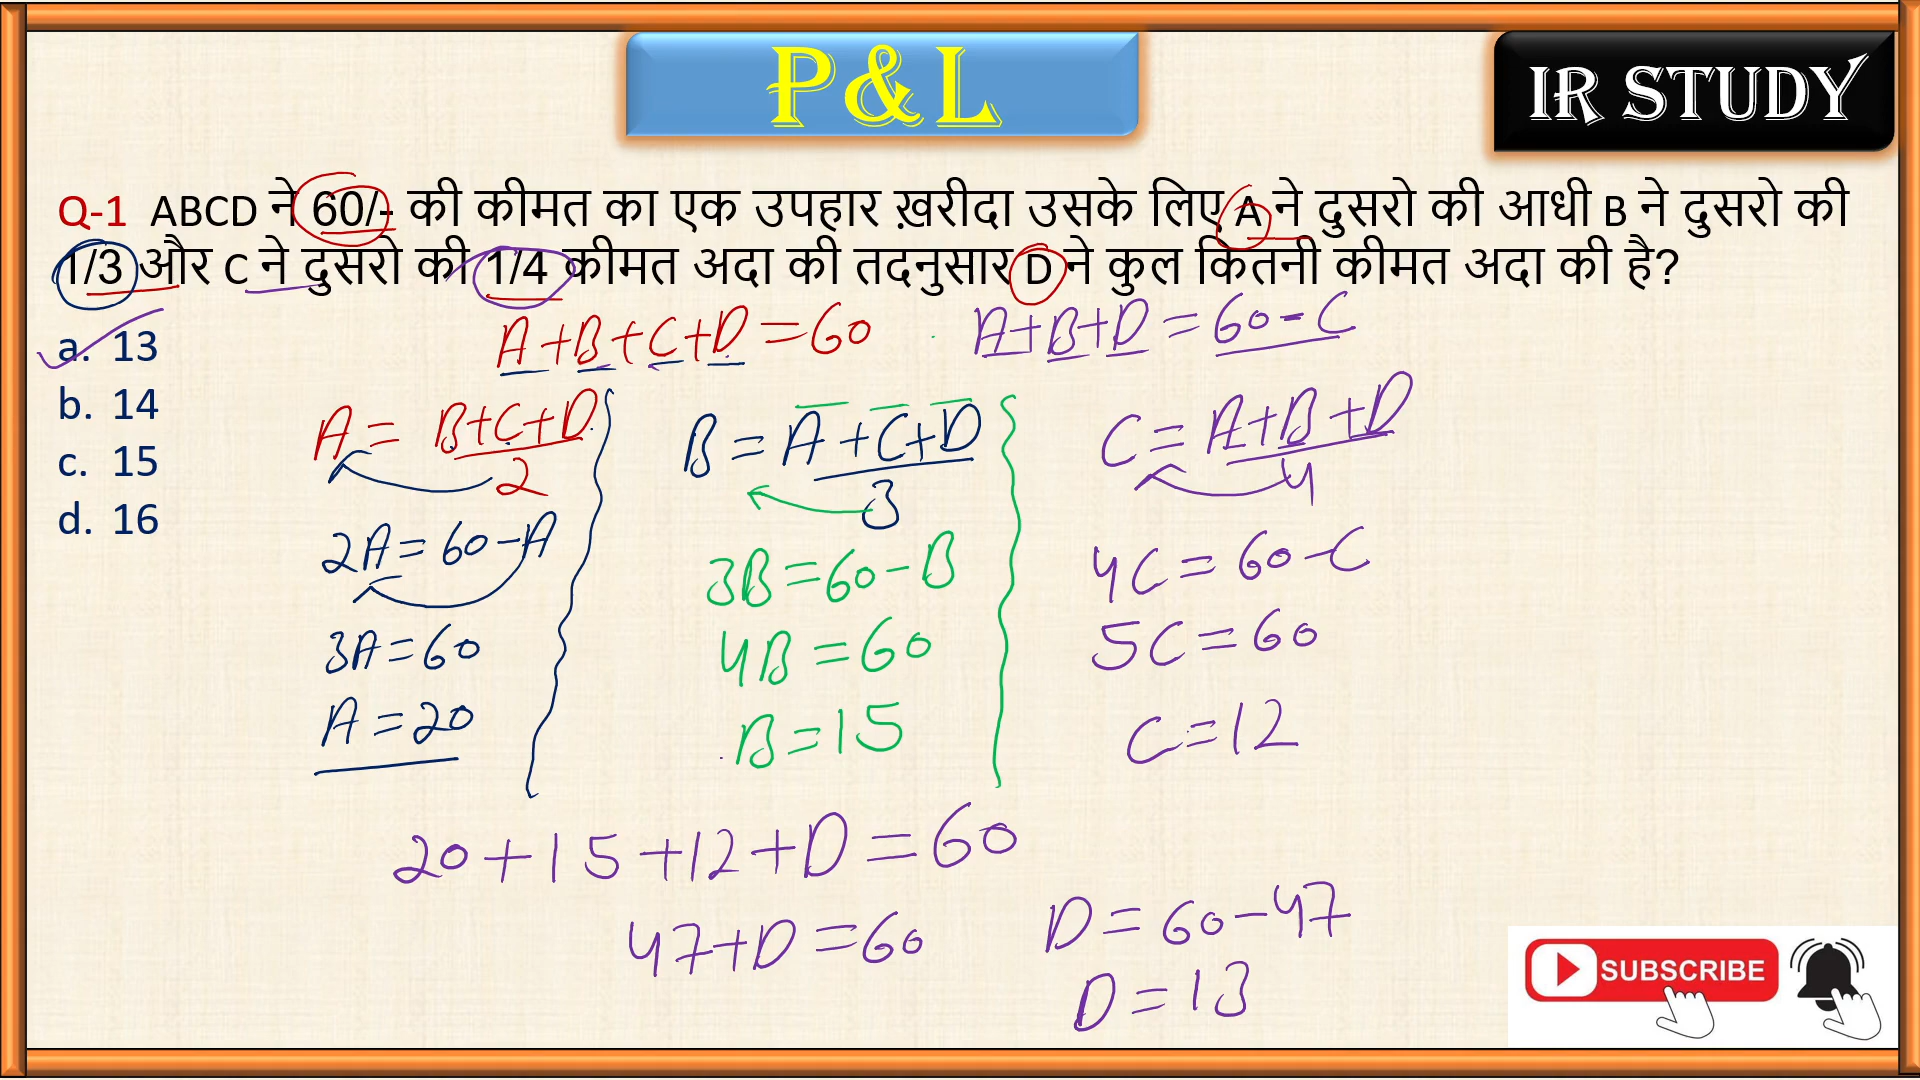 P&L
IR STUDY
Q-1 ABCD ने 60/- की कीमत का एक उपहार ख़रीदा उसके लिए A ने दुसरो की आधी B ने दुसरो की
1/3 और C ने दुसरो की 1/4 कीमत अदा की तदनुसार D ने कुल कितनी कीमत अदा की है?
a. 13
b. 14
c. 15
d. 16
A+B+C+D=60
A+B+D=60-C
A= B+C+D
2
2A=60-A
3A=60
A=20
B=A+C+D
3
3B=60-B
4B=60
B=15
C=A+B+D
4
4C=60-C
5C=60
C=12
20+15+12+D=60
47+D=60
D=60-47
D=13
SUBSCRIBE